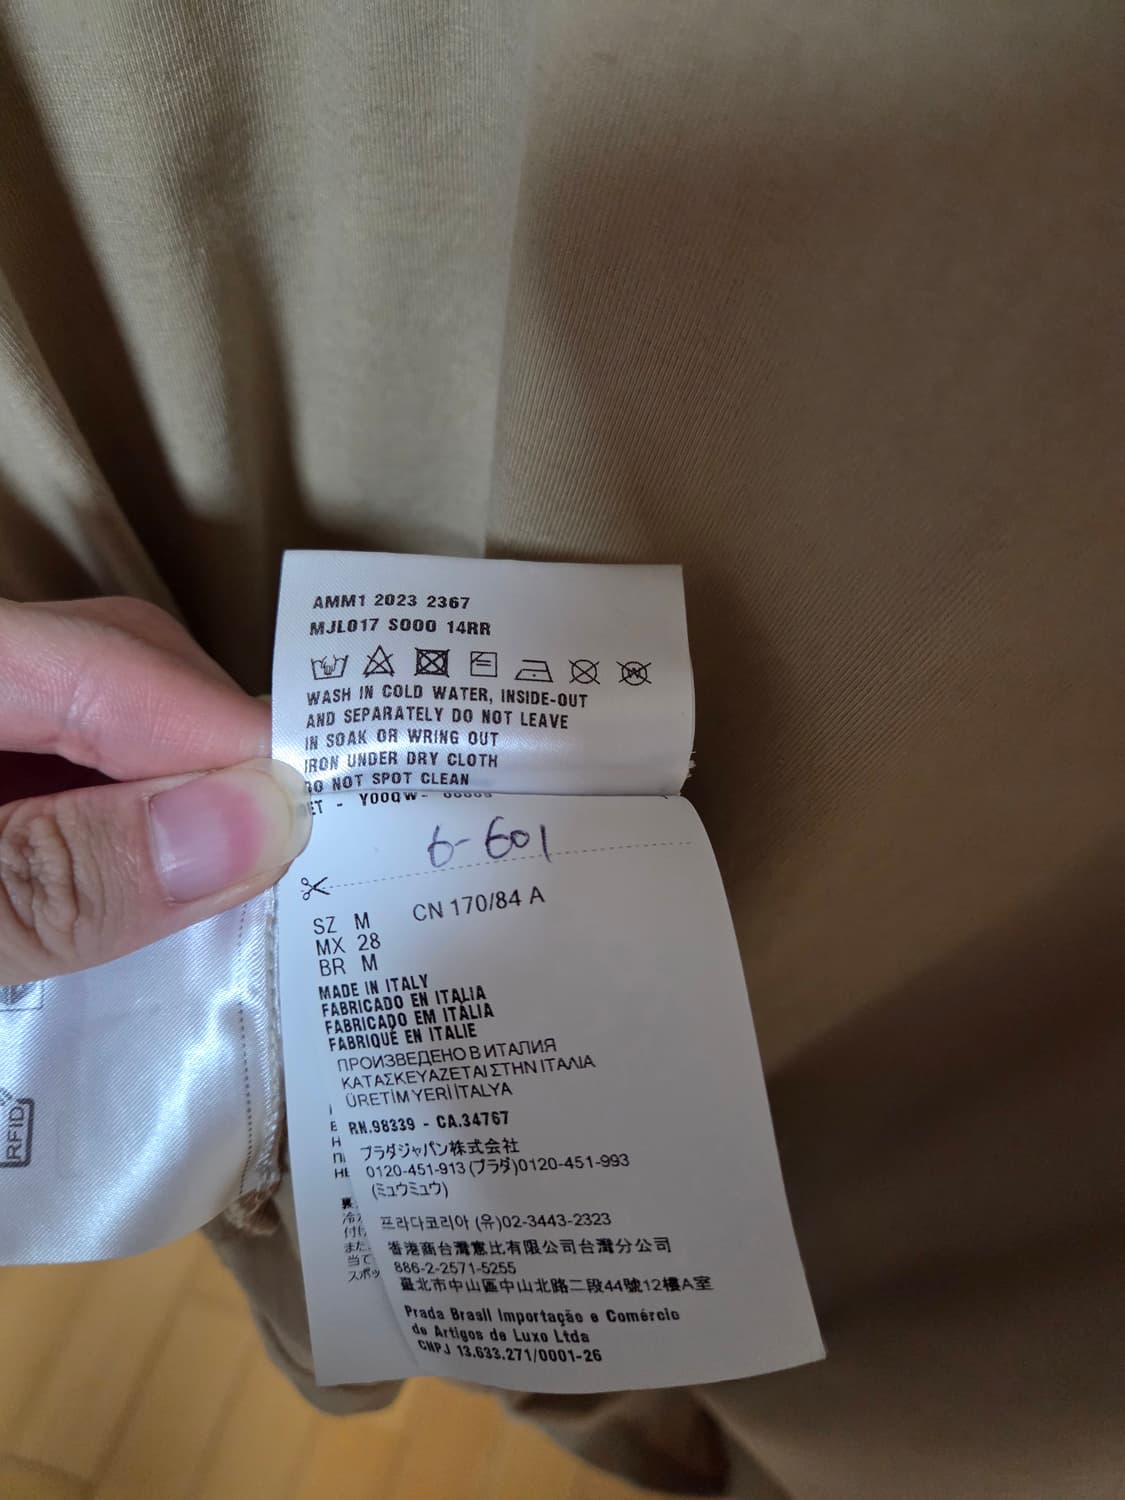 AMM1 2023 2367
MJL017 S000 14RR
WASH IN COLD WATER, INSIDE-OUT
AND SEPARATELY DO NOT LEAVE
IN SOAK OR WRING OUT
IRON UNDER DRY CLOTH
DO NOT SPOT CLEAN
ET - Y00QW-
6-601
SZ M CN 170/84 A
MX 28
BR M
MADE IN ITALY
FABRICADO EN ITALIA
FABRICADO EM ITÀLIA
FABRIQUÉ EN ITALIE
ПРОИЗВЕДЕНО В ИТАЛИЯ
ΚΑΤΑΣΚΕΥΑΖΕΤΑΙ ΣΤΗΝ ΙΤΑΛΙΑ
ÜRETİM YERİ İTALYA
RN.98339 - CA.34767
プラダジャパン株式会社
0120-451-913 (プラダ)0120-451-993
(ミュウミュウ)
프라다코리아 (유)02-3443-2323
香港商台灣惠比有限公司台灣分公司
886-2-2571-5255
臺北市中山區中山北路二段44號12樓A室
Prada Brasil Importação e Comércio
de Artigos de Luxo Ltda
CNPJ 13.633.271/0001-26
RFID